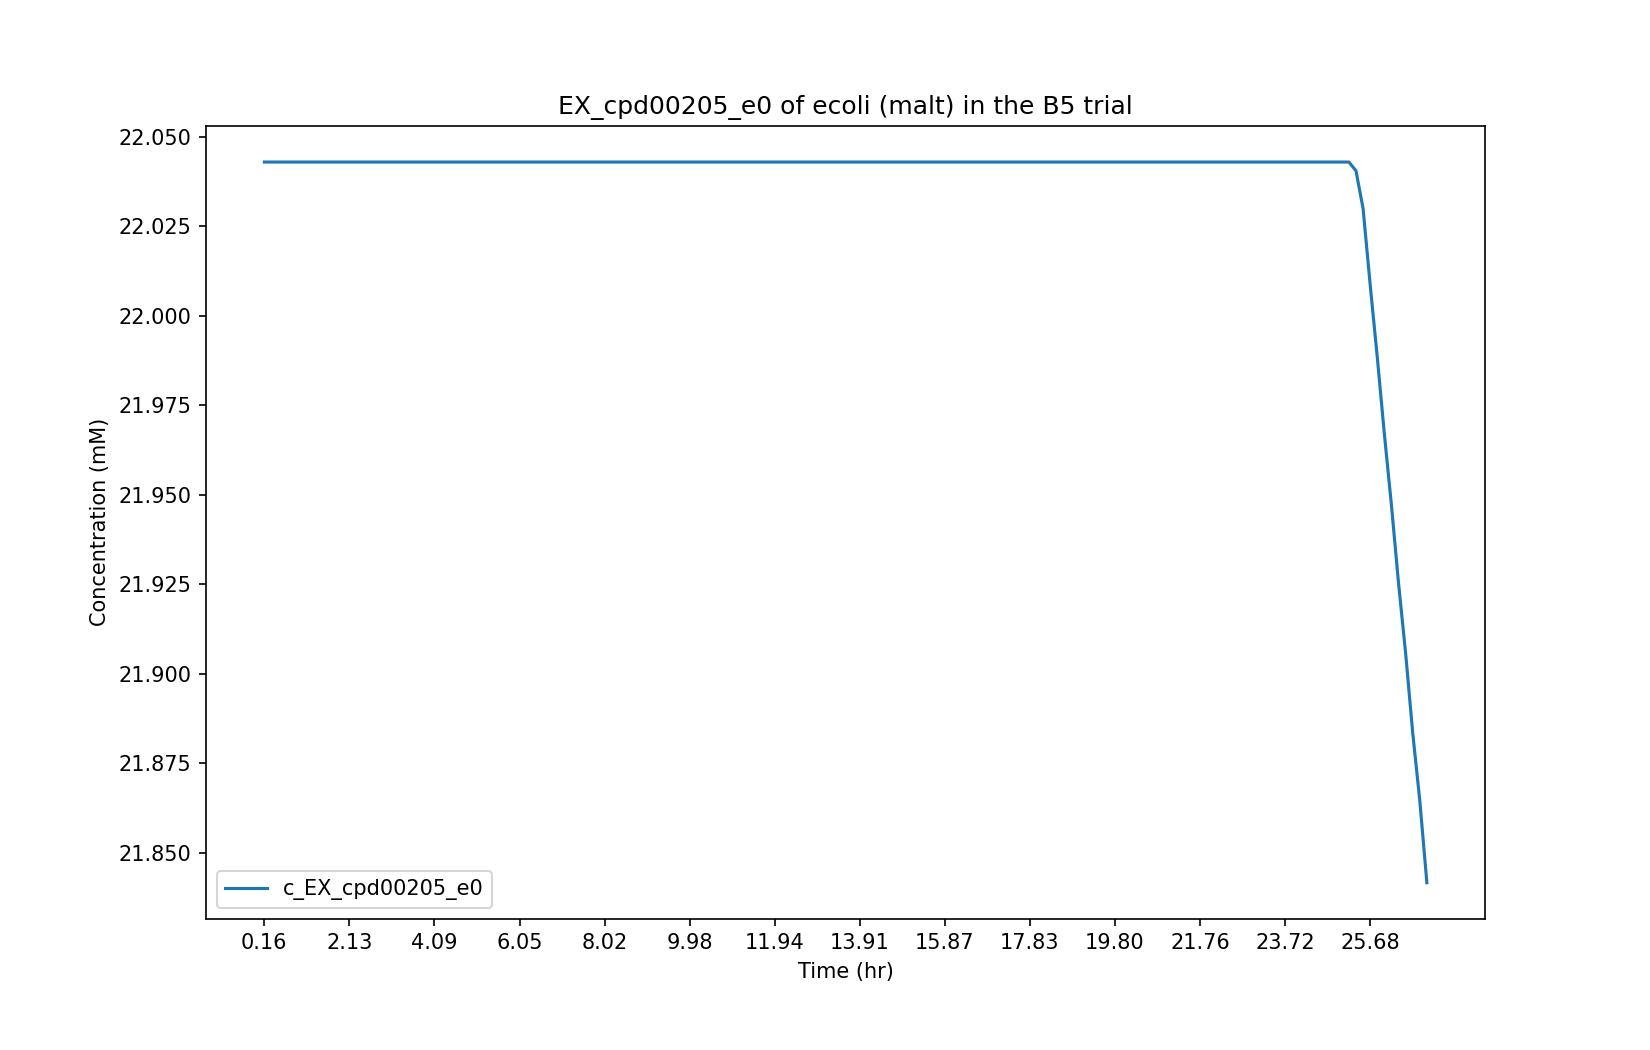 EX_cpd00205_e0 of ecoli (malt) in the B5 trial
22.050
22.025
22.000
21.975
21.950
21.925
21.900
21.875
21.850
Concentration (mM)
c_EX_cpd00205_e0
0.16 2.13 4.09 6.05 8.02 9.98 11.94 13.91 15.87 17.83 19.80 21.76 23.72 25.68
Time (hr)